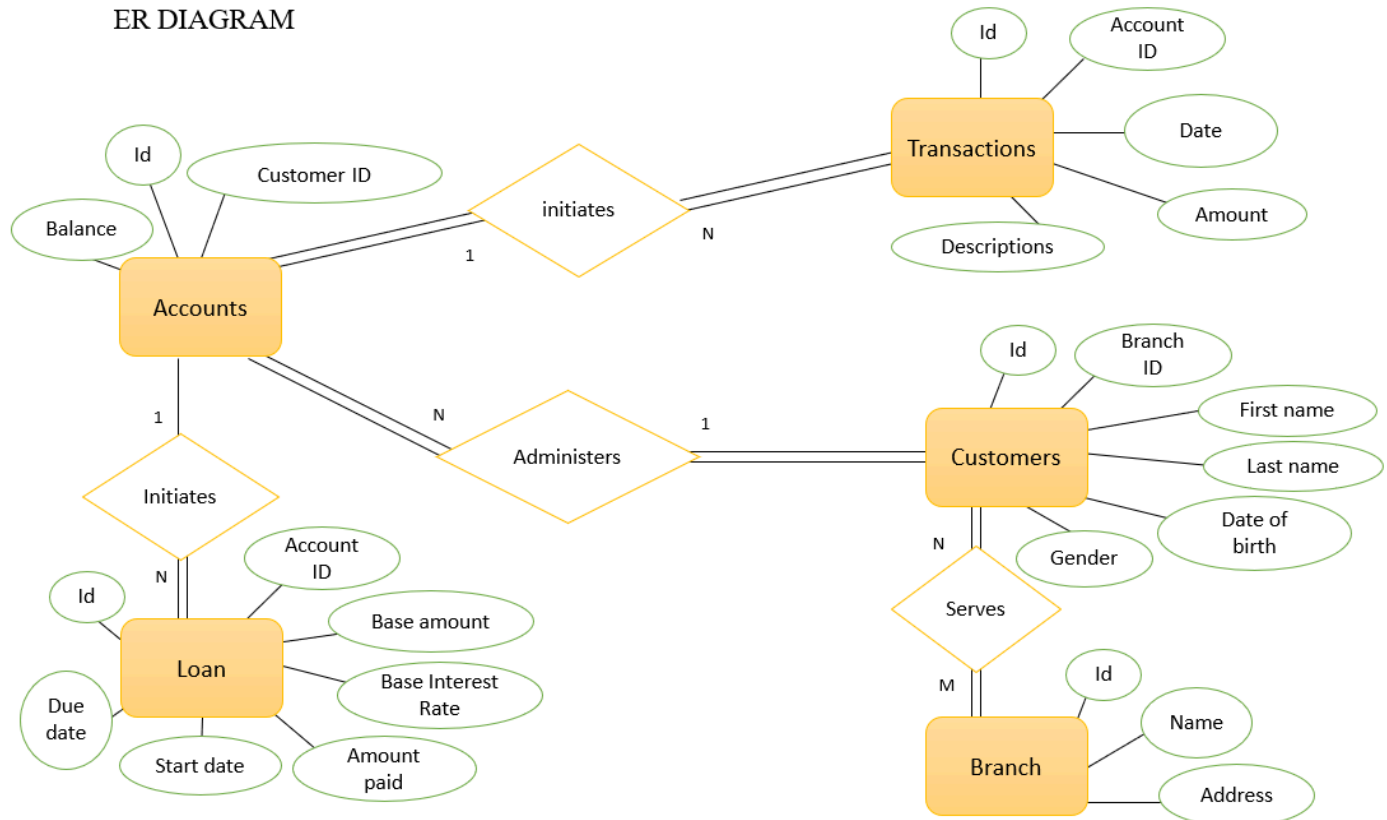 ER DIAGRAM
Id
Account
ID
Date
Amount
Descriptions
Transactions
Id
Customer ID
Balance
Accounts
initiates
1
N
1
Initiates
N
N
Administers
1
Id
Branch
ID
First name
Last name
Date of
birth
Gender
Customers
N
Serves
M
Id
Name
Address
Branch
Id
Account
ID
Base amount
Base Interest
Rate
Amount
paid
Start date
Due
date
Loan